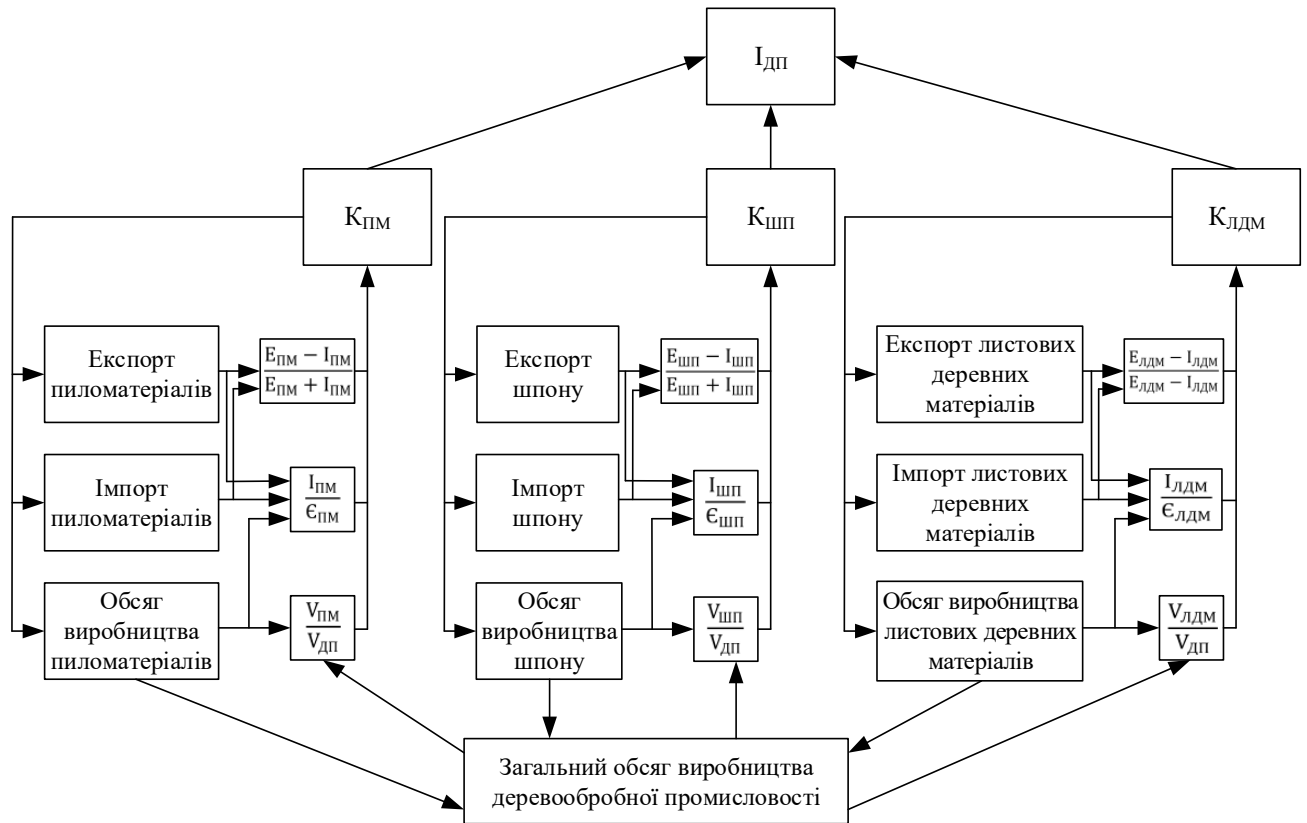 IДП
КПМ
КШП
КЛДМ
Експорт
пиломатеріалів
EПМ − IПМ
EПМ + IПМ
Експорт
шпону
EШП − IШП
EШП + IШП
Експорт листових
деревних
матеріалів
EЛДМ − IЛДМ
EЛДМ − IЛДМ
Імпорт
пиломатеріалів
IПМ
ЄПМ
Імпорт
шпону
IШП
ЄШП
Імпорт листових
деревних
матеріалів
IЛДМ
ЄЛДМ
Обсяг
виробництва
пиломатеріалів
VПМ
VДП
Обсяг
виробництва
шпону
VШП
VДП
Обсяг виробництва
листових деревних
матеріалів
VЛДМ
VДП
Загальний обсяг виробництва
деревообробної промисловості